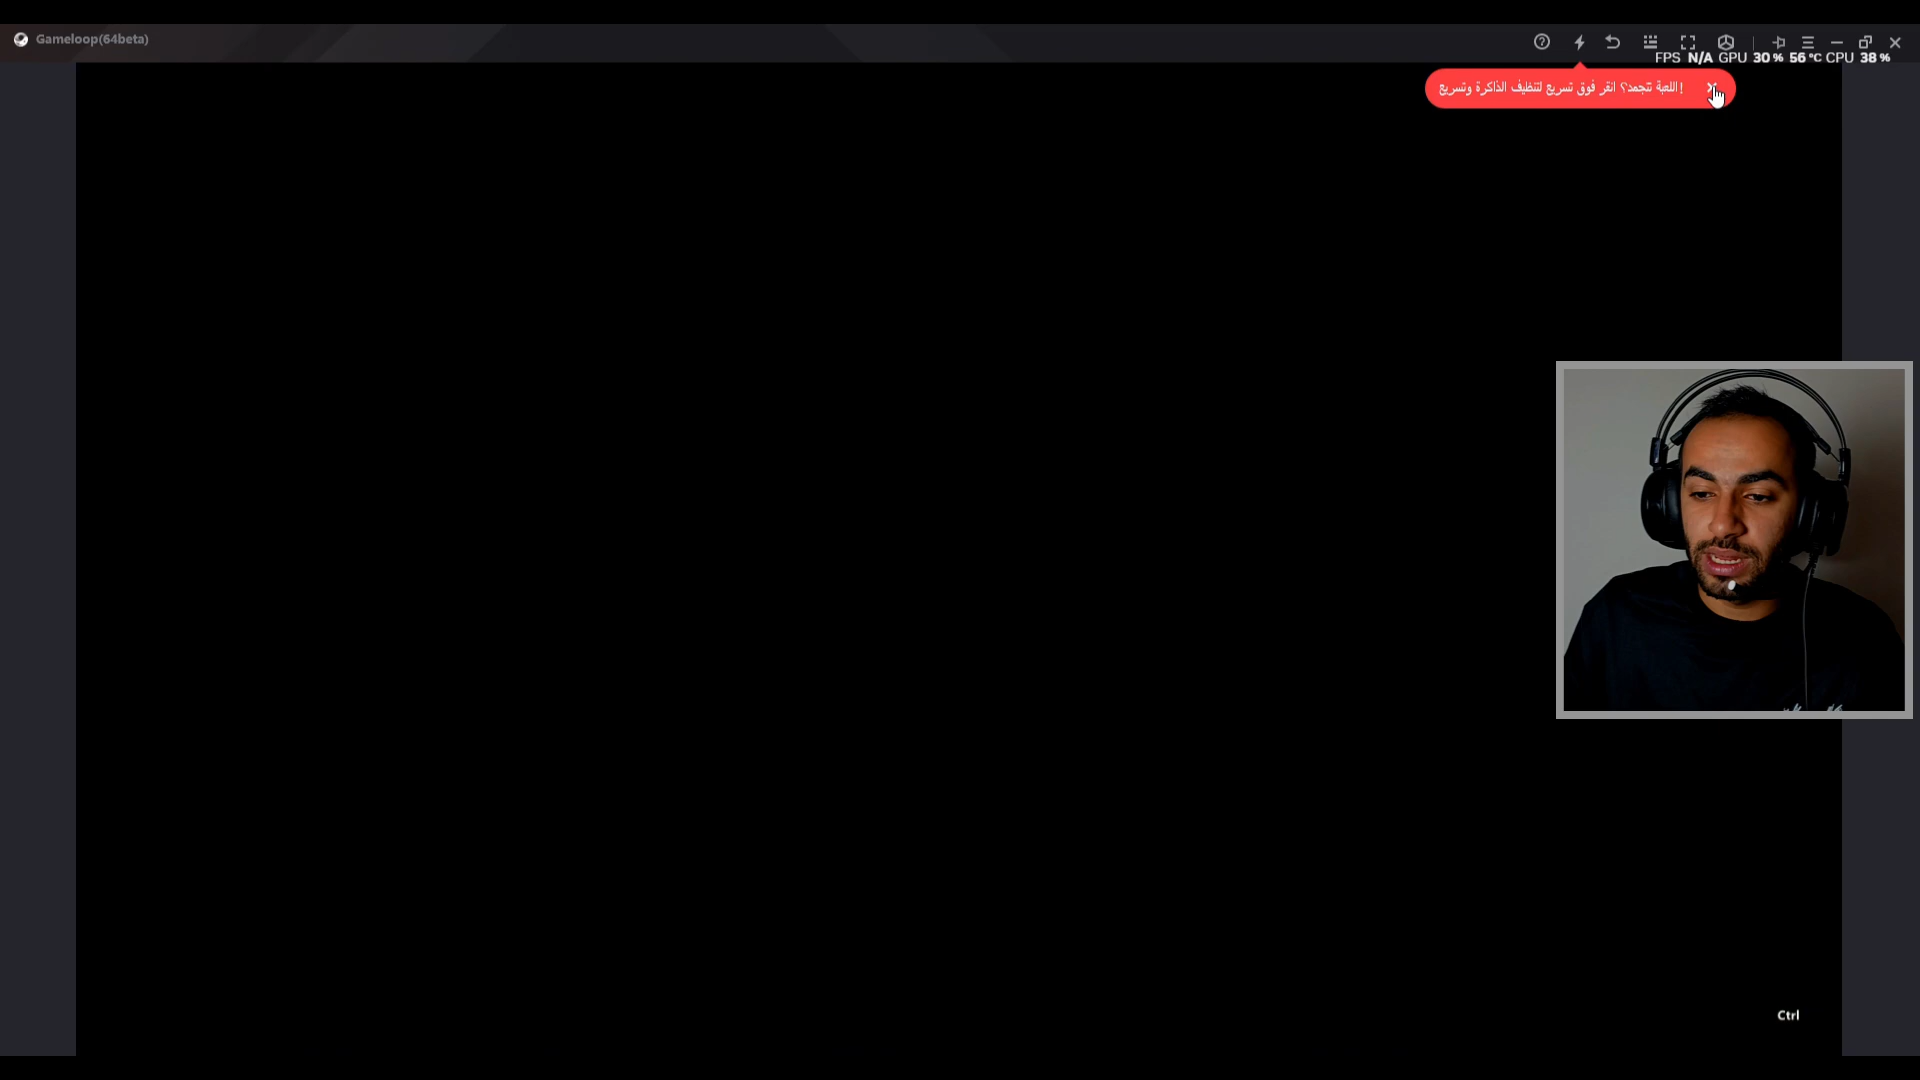 Gameloop(64beta)
FPS N/A GPU 30 % 56 °C CPU 38 %
اللعبة تتجمد؟ انقر فوق تسريع لتنظيف الذاكرة وتسريع!
Ctrl